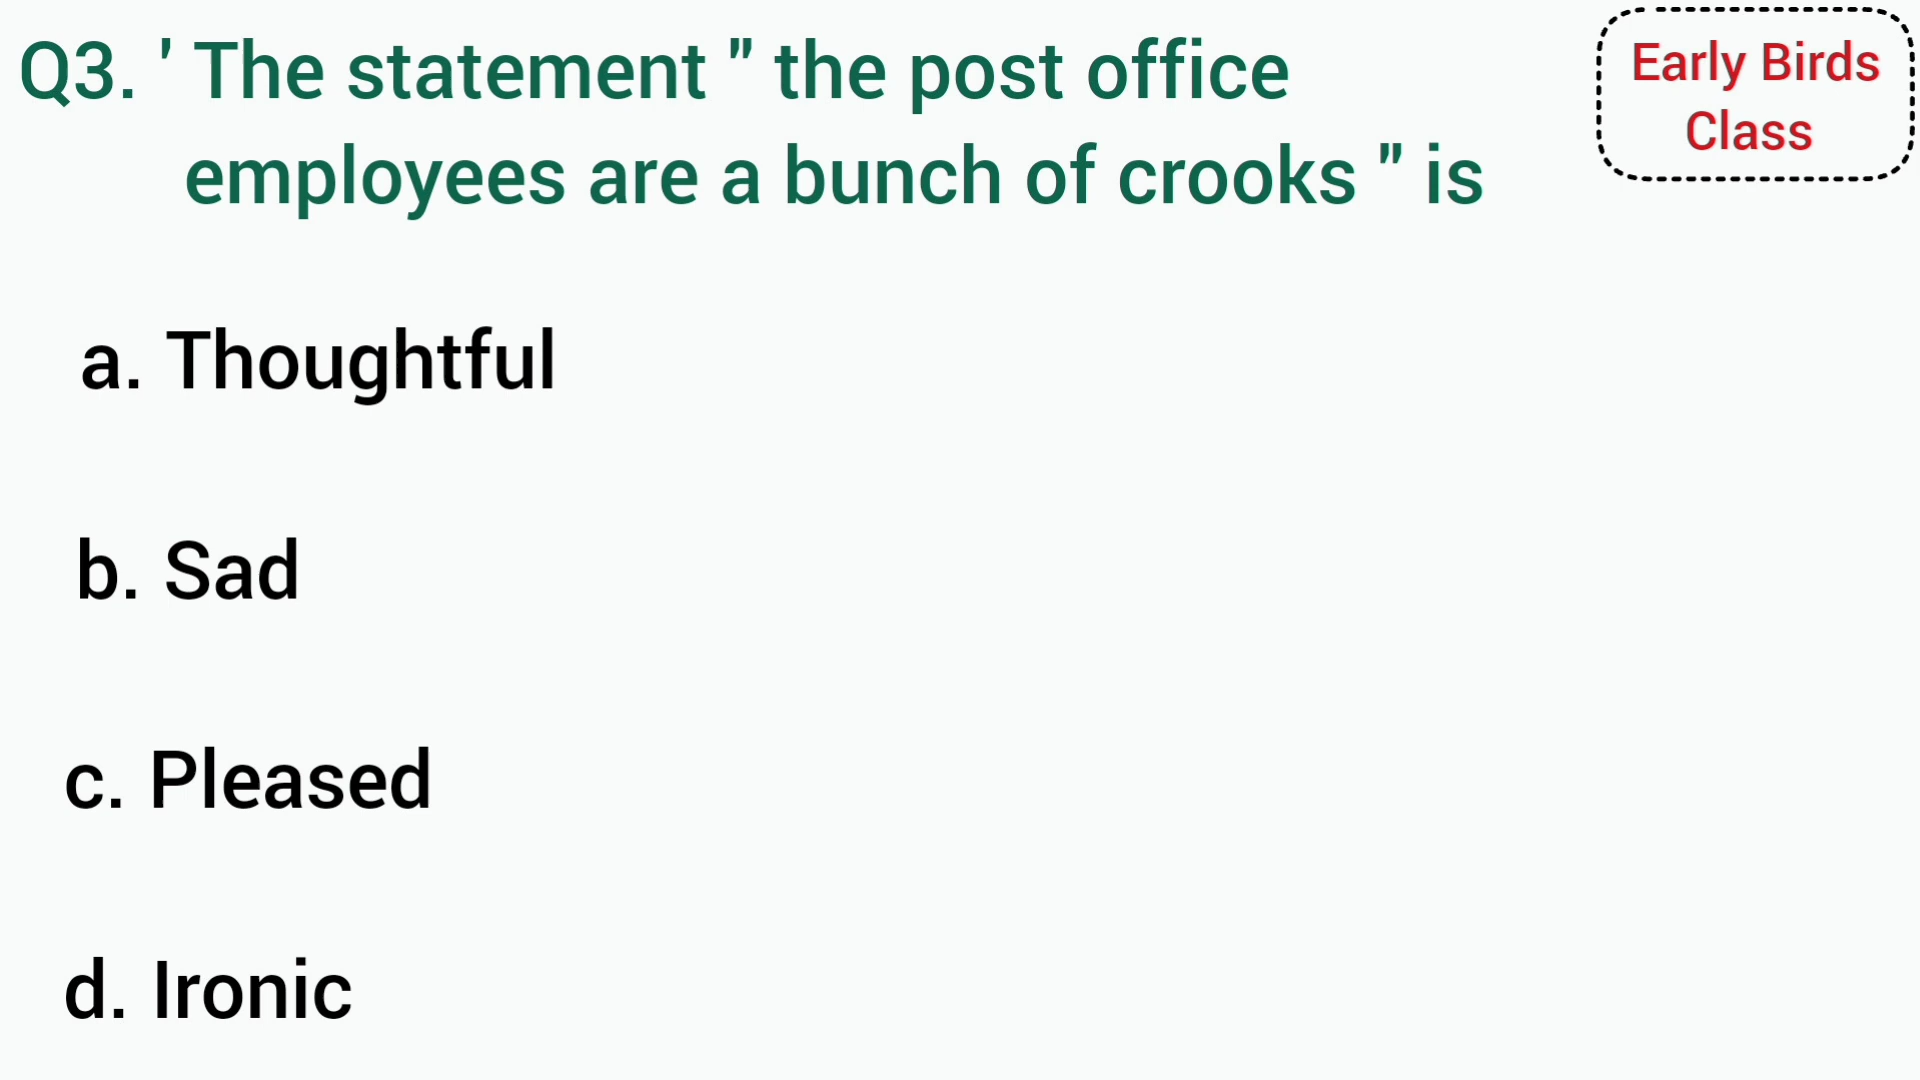 Q3. ' The statement " the post office
employees are a bunch of crooks " is
Early Birds
Class
a. Thoughtful
b. Sad
c. Pleased
d. Ironic